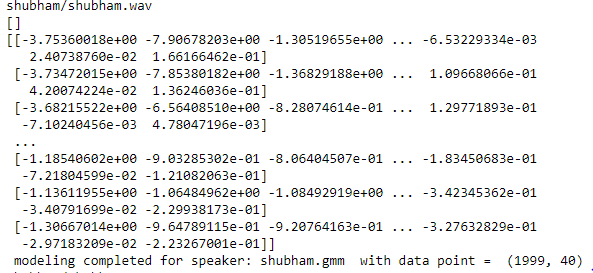 shubham/shubham.wav
[]
[[-3.75360018e+00 -7.90678203e+00 -1.30519655e+00 ... -6.53229334e-03
2.40738760e-02 1.66166462e-01]
[-3.73472015e+00 -7.85380182e+00 -1.36829188e+00 ... 1.09668066e-01
4.20074224e-02 1.36246036e-01]
[-3.68215522e+00 -6.56408510e+00 -8.28074614e-01 ... 1.29771893e-01
-7.10240456e-03 4.78047196e-03]
...
[-1.18540602e+00 -9.03285302e-01 -8.06404507e-01 ... -1.83450683e-01
-7.21804599e-02 -1.21082063e-01]
[-1.13611955e+00 -1.06484962e+00 -1.08492919e+00 ... -3.42345362e-01
-3.40791699e-02 -2.29938173e-01]
[-1.30667014e+00 -9.64789115e-01 -9.20764163e-01 ... -3.27632829e-01
-2.97183209e-02 -2.23267001e-01]]
modeling completed for speaker: shubham.gmm with data point = (1999, 40)